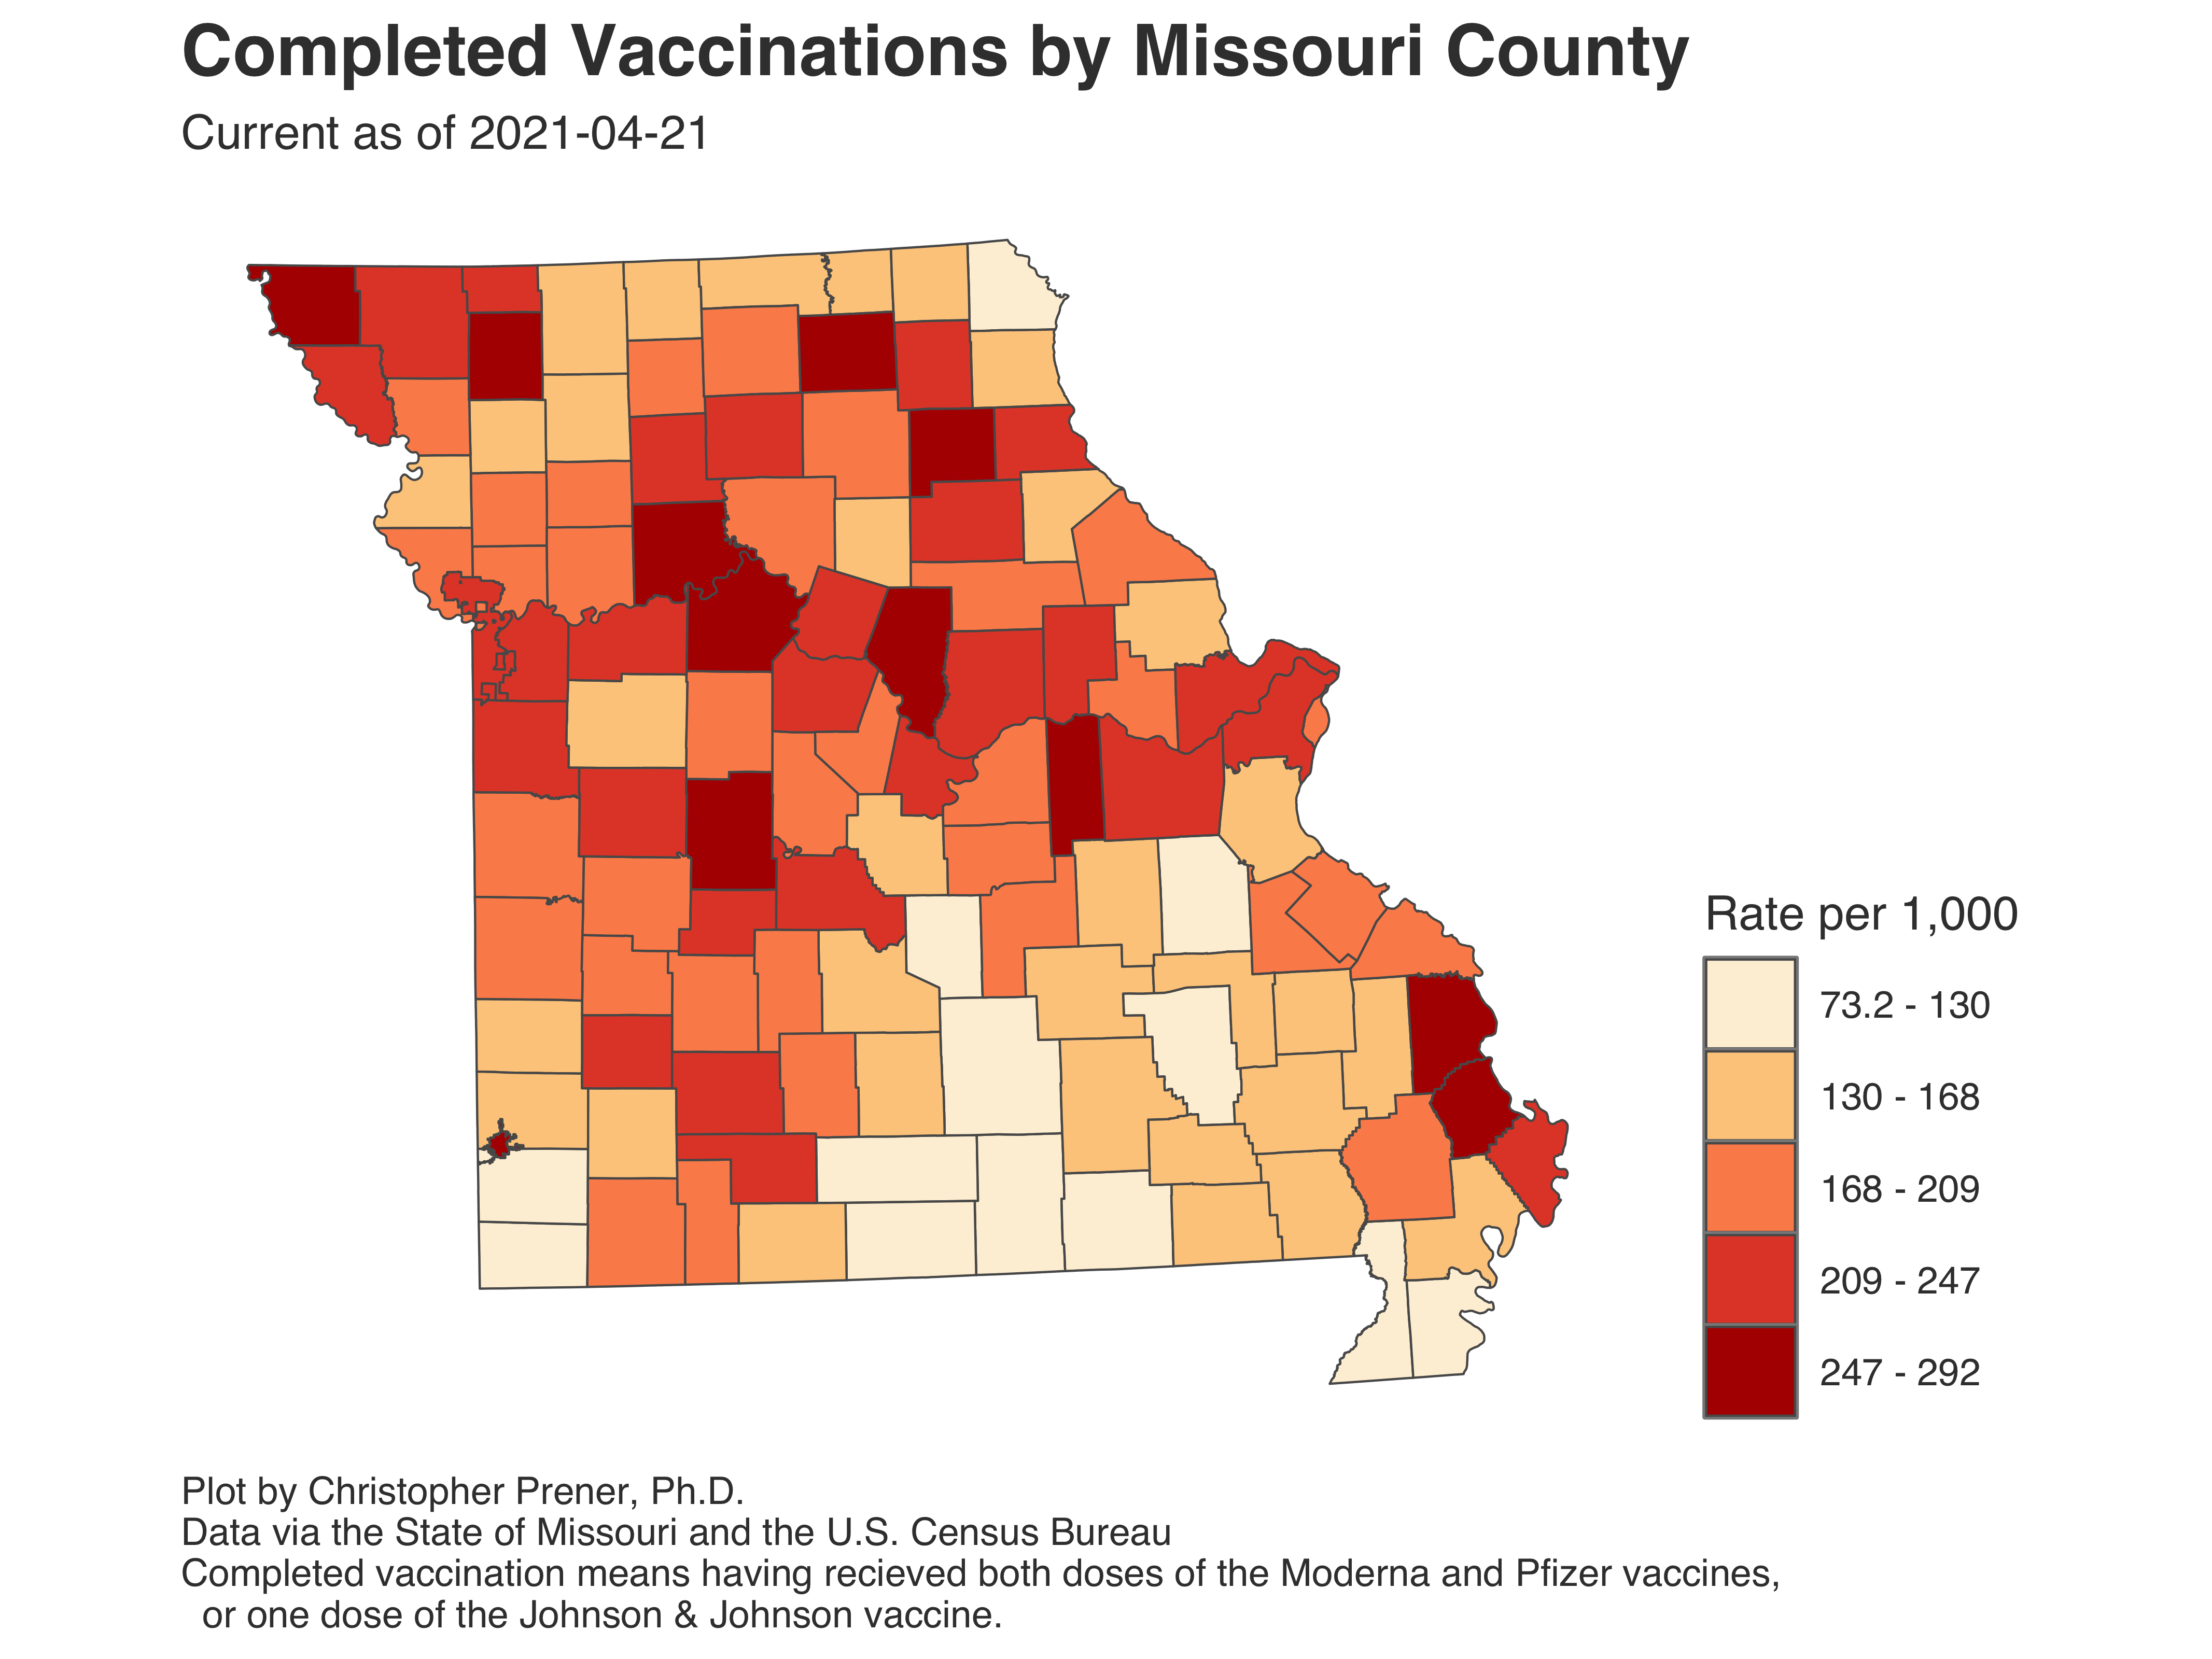 Completed Vaccinations by Missouri County
Current as of 2021-04-21
Rate per 1,000
73.2 - 130
130 - 168
168 - 209
209 - 247
247 - 292
Plot by Christopher Prener, Ph.D.
Data via the State of Missouri and the U.S. Census Bureau
Completed vaccination means having recieved both doses of the Moderna and Pfizer vaccines,
or one dose of the Johnson & Johnson vaccine.